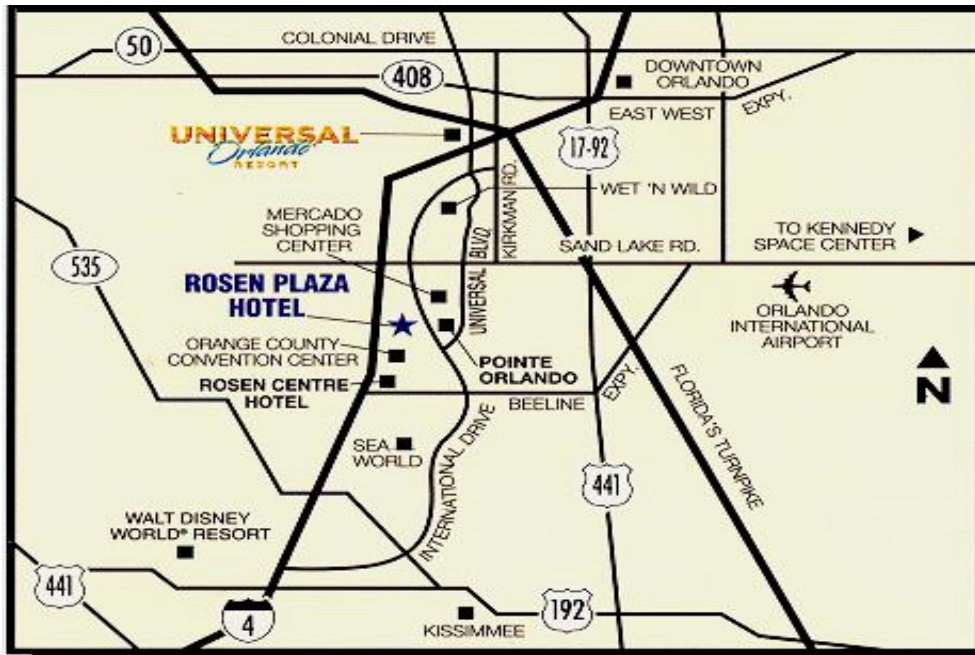 50
COLONIAL DRIVE
408
DOWNTOWN
ORLANDO
EAST WEST
EXPY.
UNIVERSAL
Orlando
RESORT
17-92
KIRKMAN RD.
WET 'N WILD
MERCADO
SHOPPING
CENTER
UNIVERSAL BLVD.
SAND LAKE RD.
TO KENNEDY
SPACE CENTER
535
ROSEN PLAZA
HOTEL
ORLANDO
INTERNATIONAL
AIRPORT
ORANGE COUNTY
CONVENTION CENTER
POINTE
ORLANDO
ROSEN CENTRE
HOTEL
BEELINE
EXPY.
FLORIDA'S TURNPIKE
N
SEA
WORLD
INTERNATIONAL DRIVE
441
WALT DISNEY
WORLD® RESORT
441
4
192
KISSIMMEE